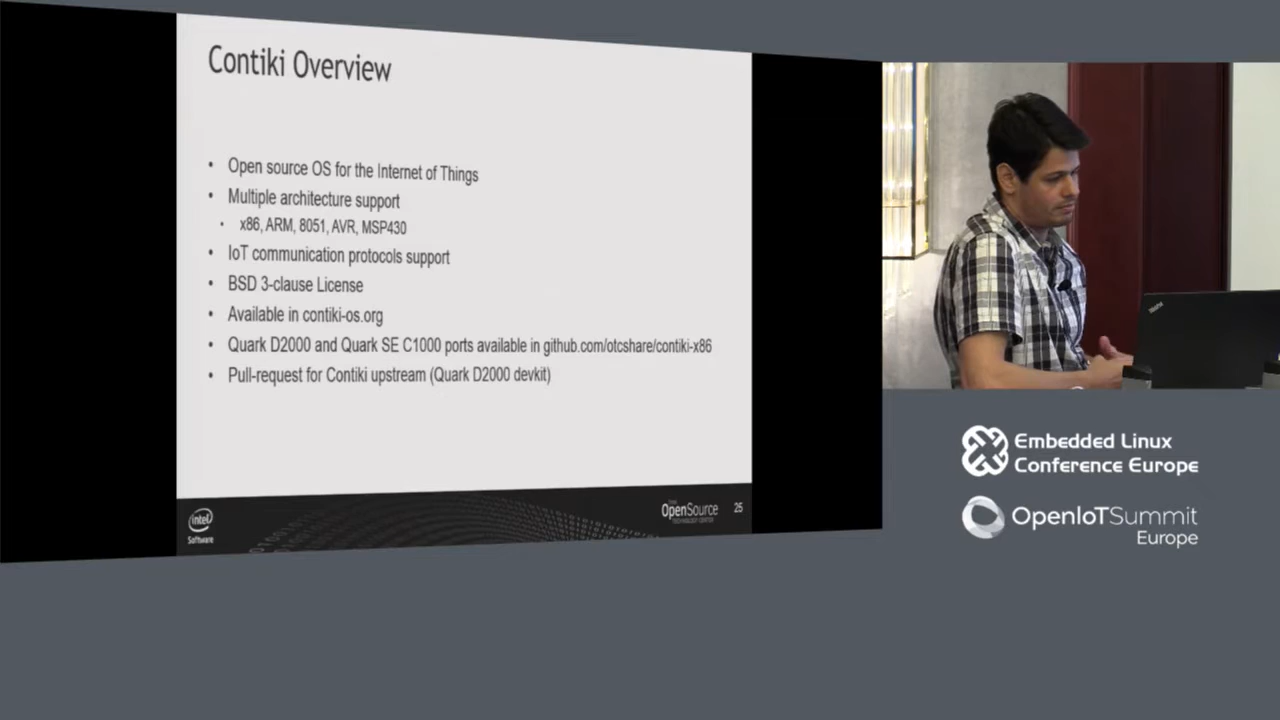 Contiki Overview
• Open source OS for the Internet of Things
• Multiple architecture support
• x86, ARM, 8051, AVR, MSP430
• IoT communication protocols support
• BSD 3-clause License
• Available in contiki-os.org
• Quark D2000 and Quark SE C1000 ports available in github.com/otcshare/contiki-x86
• Pull-request for Contiki upstream (Quark D2000 devkit)
intel
Software
OpenSource
TECHNOLOGY CENTER
25
ThinkPad
Embedded Linux
Conference Europe
OpenIoTSummit
Europe